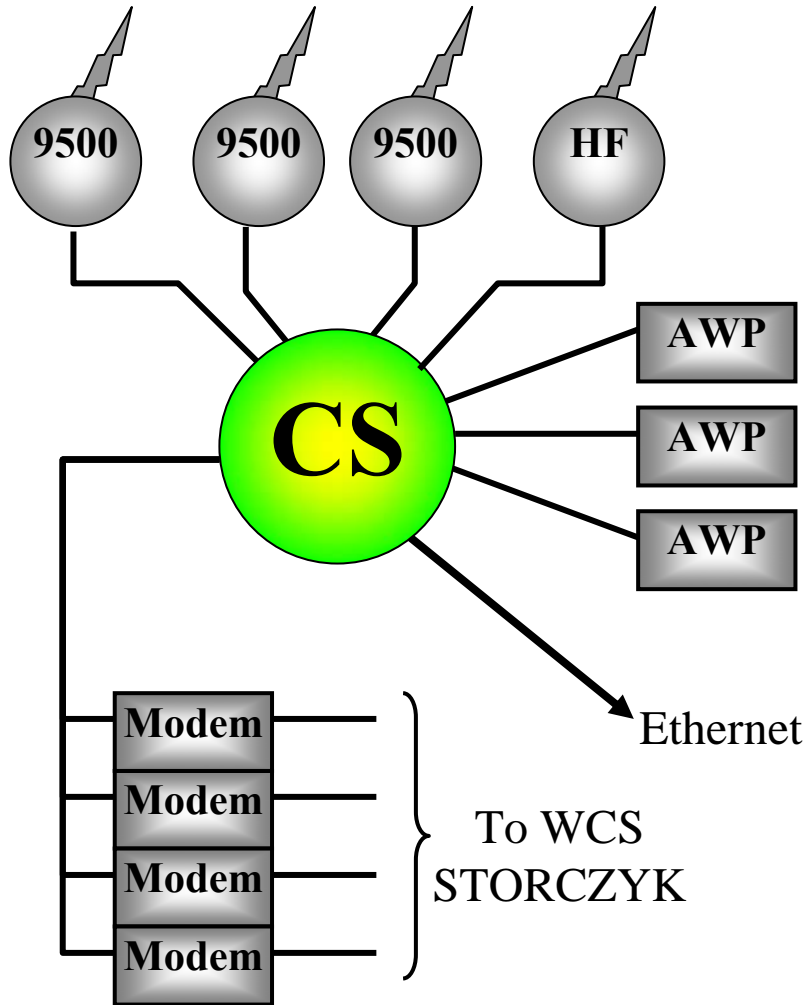 9500
9500
9500
HF
AWP
CS
AWP
AWP
Ethernet
Modem
Modem
Modem
Modem
To WCS
STORCZYK